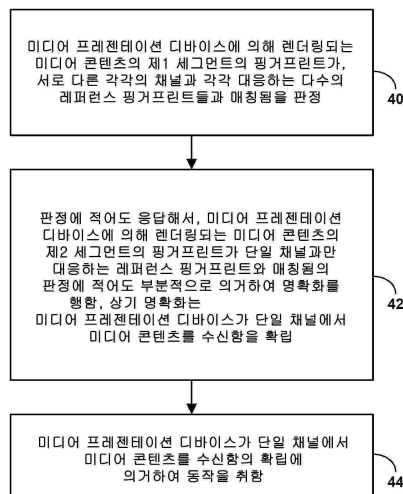 미디어 프레젠테이션 디바이스에 의해 렌더링되는
미디어 콘텐츠의 제1 세그먼트의 핑거프린트가,
서로 다른 각각의 채널과 각각 대응하는 다수의
레퍼런스 핑거프린트들과 매칭됨을 판정
40
판정에 적어도 응답해서, 미디어 프레젠테이션
디바이스에 의해 렌더링되는 미디어 콘텐츠의
제2 세그먼트의 핑거프린트가 단일 채널과만
대응하는 레퍼런스 핑거프린트와 매칭됨의
판정에 적어도 부분적으로 의거하여 명확화를
행함, 상기 명확화는
미디어 프레젠테이션 디바이스가 단일 채널에서
미디어 콘텐츠를 수신함을 확립
42
미디어 프레젠테이션 디바이스가 단일 채널에서
미디어 콘텐츠를 수신함의 확립에
의거하여 동작을 취함
44